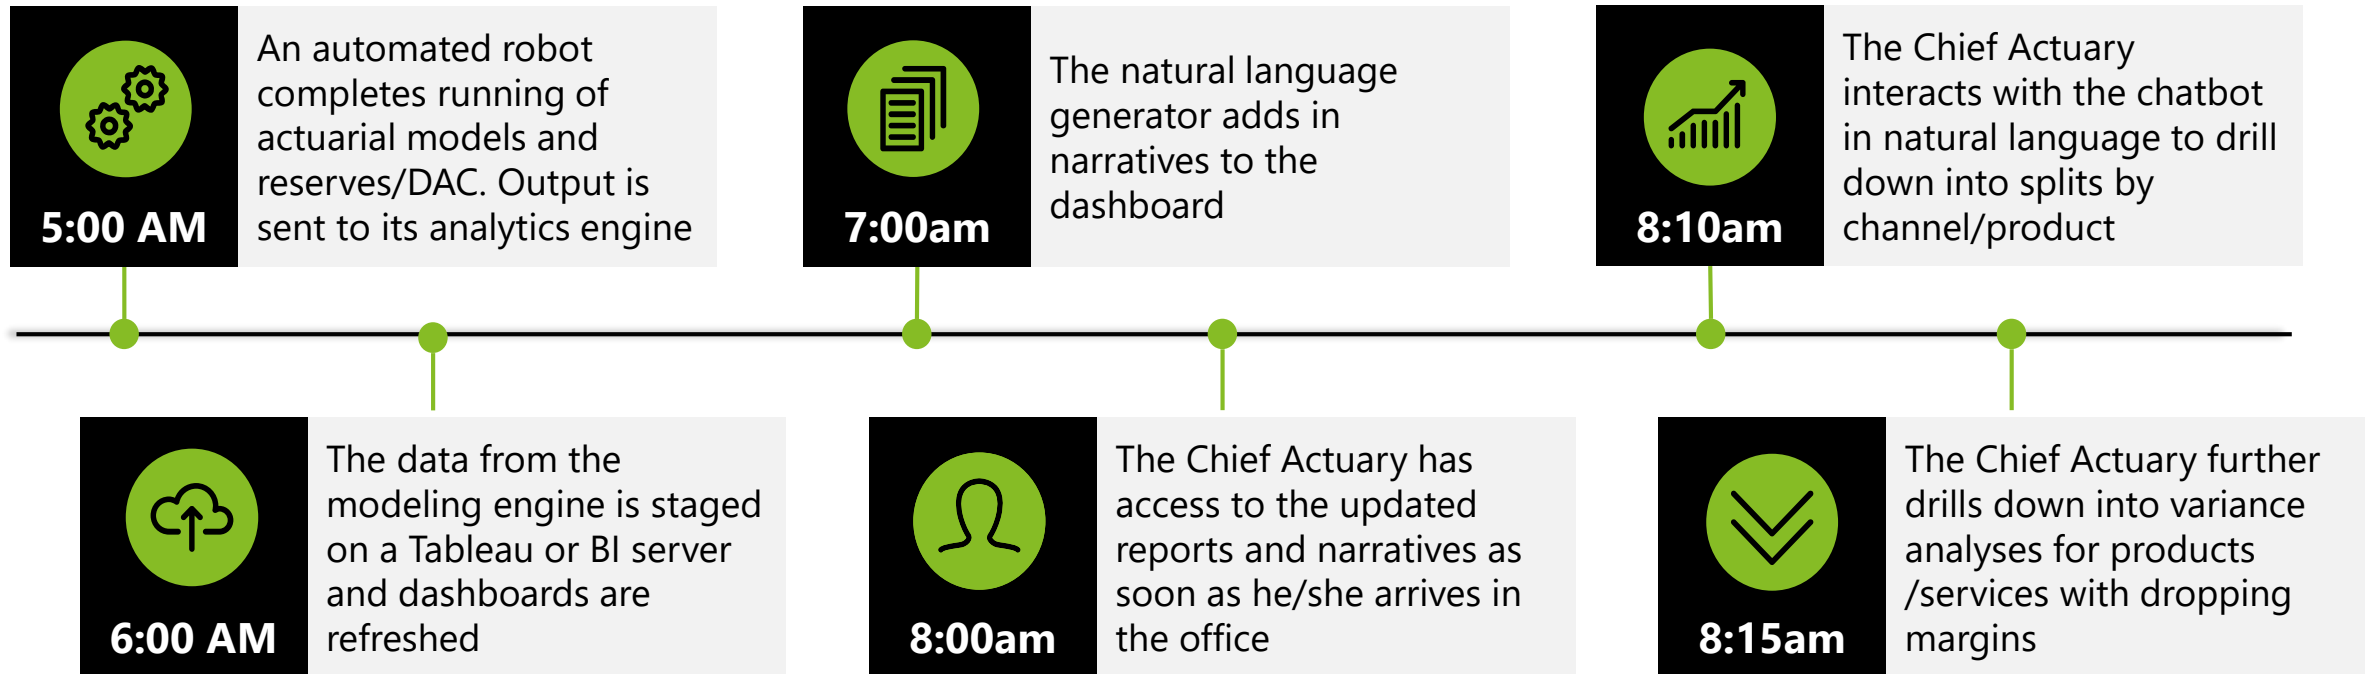 An automated robot
completes running of
actuarial models and
reserves/DAC. Output is
sent to its analytics engine
5:00 AM
The natural language
generator adds in
narratives to the
dashboard
7:00am
The Chief Actuary
interacts with the chatbot
in natural language to drill
down into splits by
channel/product
8:10am
The data from the
modeling engine is staged
on a Tableau or BI server
and dashboards are
refreshed
6:00 AM
The Chief Actuary has
access to the updated
reports and narratives as
soon as he/she arrives in
the office
8:00am
The Chief Actuary further
drills down into variance
analyses for products
/services with dropping
margins
8:15am